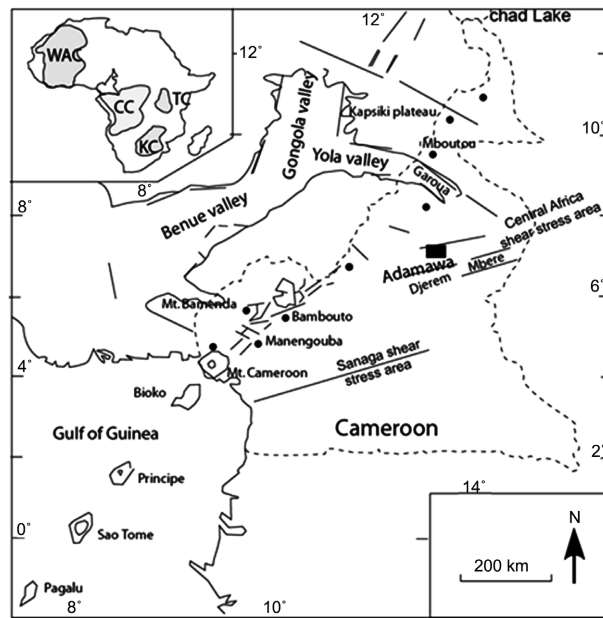 12°
chad Lake
WAC
CC
TC
KC
12°
Gongola valley
Kapsiki plateau
10°
Mboutou
Yola valley
Garoua
8°
8°
Benue valley
Central Africa
shear stress area
Adamawa
Mbere
Djerem
6°
Mt. Bamenda
Bambouto
Manengouba
Sanaga shear
stress area
4°
Mt. Cameroon
Bioko
Gulf of Guinea
Cameroon
2°
Principe
14°
0°
Sao Tome
N
200 km
Pagalu
8°
10°